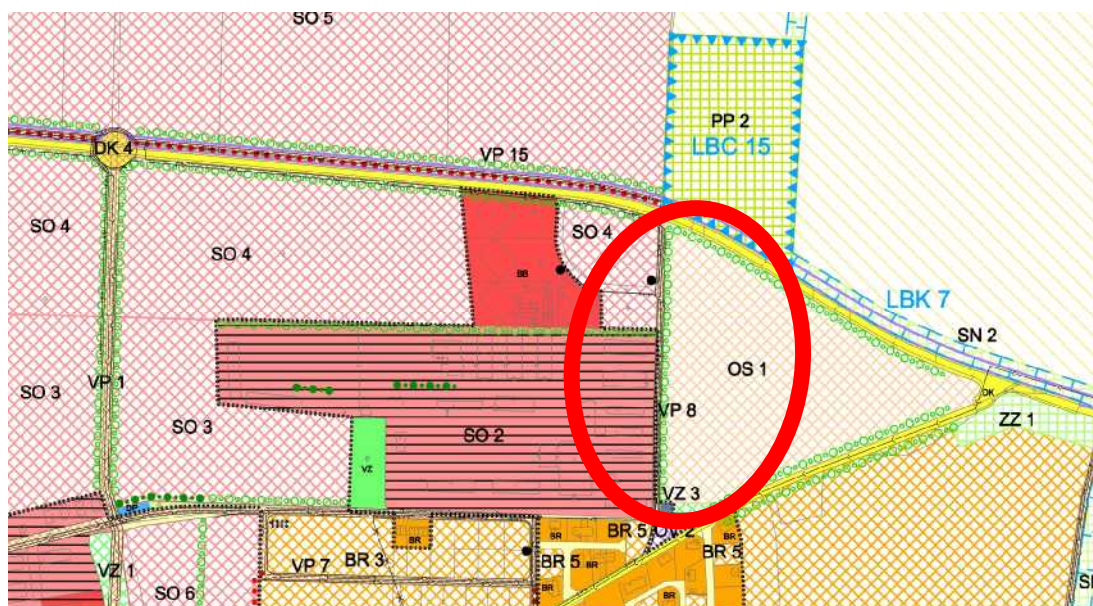 SO 5
PP 2
LBC 15
DK 4
VP 15
SO 4
SO 4
SO 4
BB
LBK 7
SN 2
OS 1
SO 3
VP 1
DK
VP 8
ZZ 1
SO 3
SO 2
VZ
VZ 3
DP
BR
BR 5
BR 5
BR
BR
BR 3
BR 5
BR
VZ 1
VP 7
SO 6
BR
BR